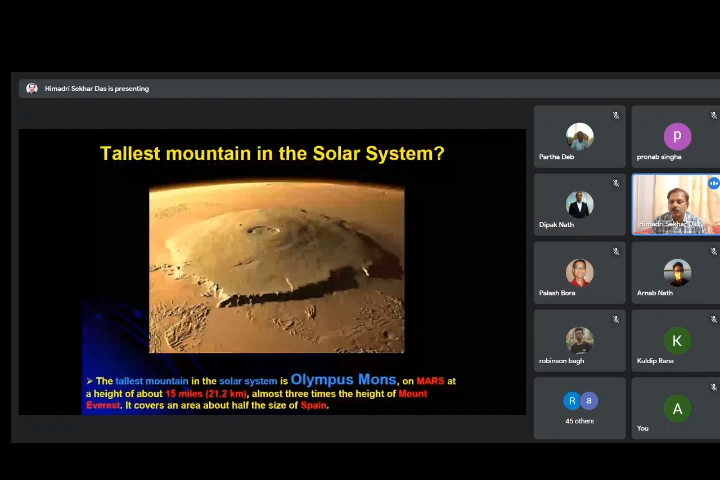 Himadri Sekhar Das is presenting
Tallest mountain in the Solar System?
➢ The tallest mountain in the solar system is Olympus Mons, on MARS at
a height of about 15 miles (21.2 km), almost three times the height of Mount
Everest. It covers an area about half the size of Spain.
Partha Deb
P
pronab singha
Dipak Nath
Himadri Sekhar Das
Palash Bora
Arnab Nath
robinson bagh
K
Kuldip Rana
R a
45 others
A
You